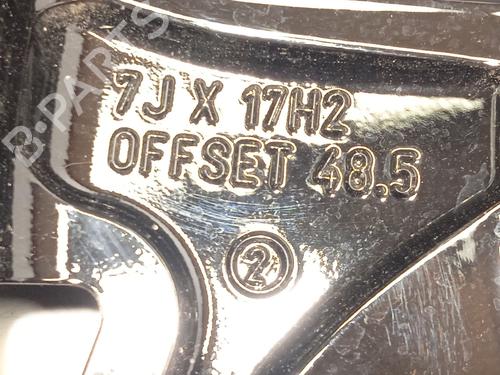 B-PARTS
7J X 17H2
OFFSET 48.5
2